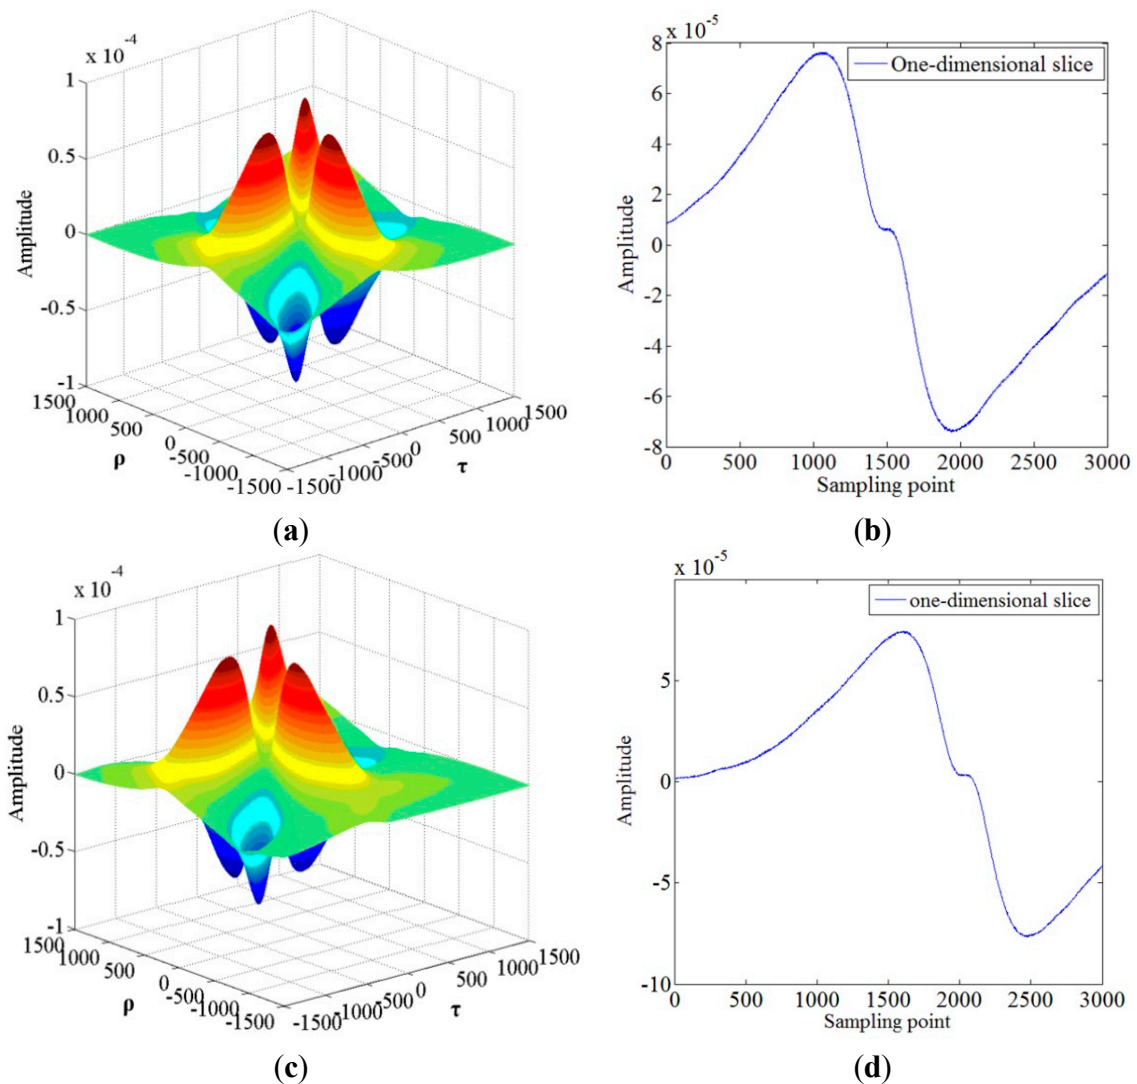 x 10^-4
1
0.5
0
-0.5
-1
Amplitude
1500
1000
500
0
-500
-1000
-1500
ρ
-1500
-1000
-500
0
500
1000
1500
τ
(a)
x 10^-5
One-dimensional slice
8
6
4
2
0
-2
-4
-6
-8
Amplitude
0 500 1000 1500 2000 2500 3000
Sampling point
(b)
x 10^-4
1
0.5
0
-0.5
-1
Amplitude
1500
1000
500
0
-500
-1000
-1500
ρ
-1500
-1000
-500
0
500
1000
1500
τ
(c)
x 10^-5
one-dimensional slice
5
0
-5
-10
Amplitude
0 500 1000 1500 2000 2500 3000
Sampling point
(d)